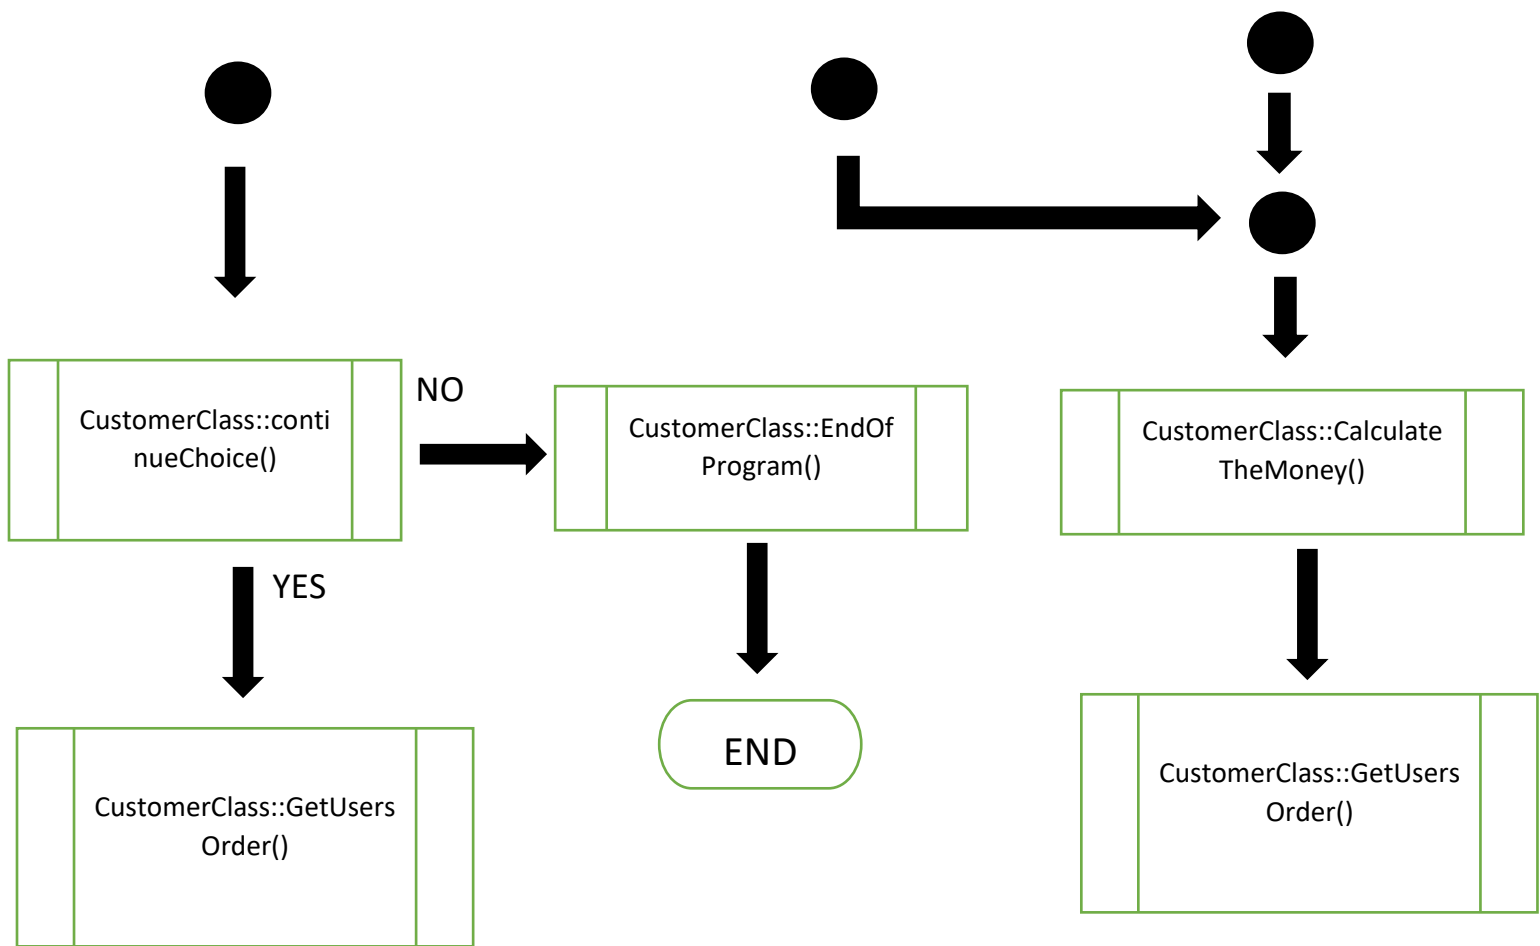 CustomerClass::conti
nueChoice()
NO
CustomerClass::EndOf
Program()
CustomerClass::Calculate
TheMoney()
YES
CustomerClass::GetUsers
Order()
END
CustomerClass::GetUsers
Order()